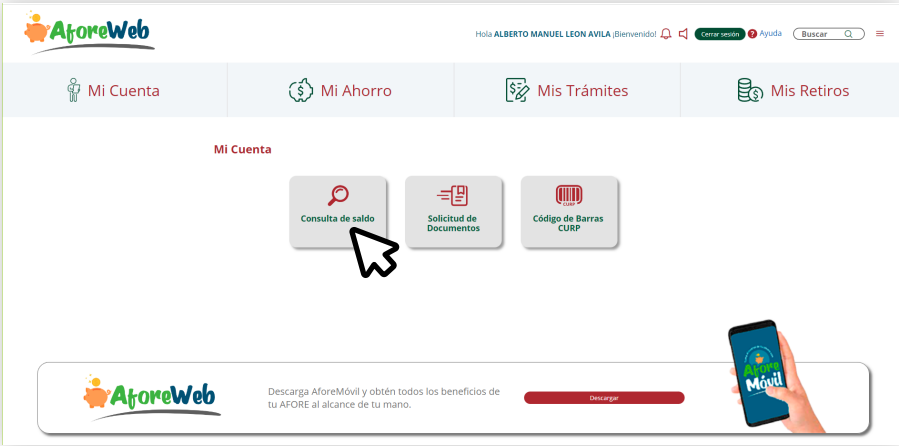 AforeWeb
Hola ALBERTO MANUEL LEON AVILA ¡Bienvenido!
Cerrar sesión
? Ayuda
Buscar
Mi Cuenta
Mi Ahorro
Mis Trámites
Mis Retiros
Mi Cuenta
Consulta de saldo
Solicitud de
Documentos
CURP
Código de Barras
CURP
AforeWeb
Descarga AforeMóvil y obtén todos los beneficios de
tu AFORE al alcance de tu mano.
Descargar
Afore
Móvil